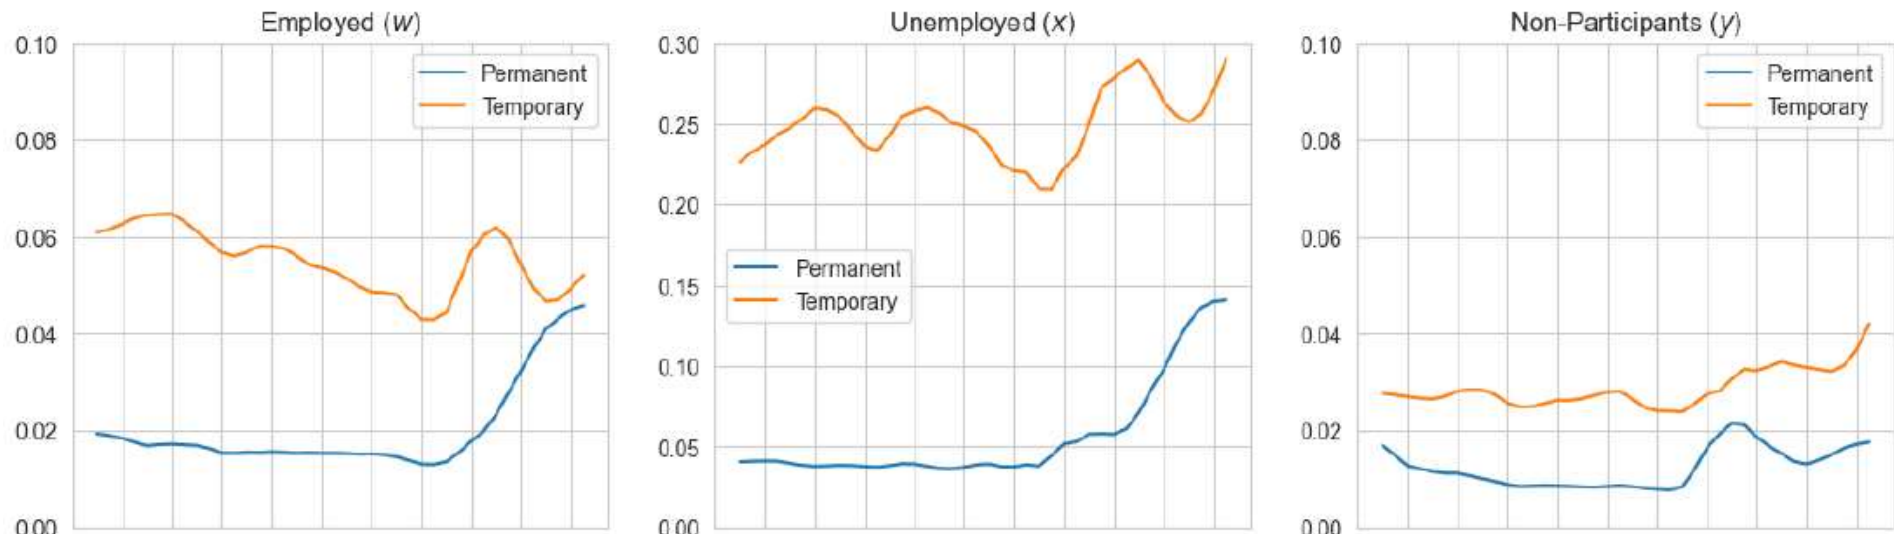 Employed (w)
0.10
0.08
0.06
0.04
0.02
0.00
Permanent
Temporary
Unemployed (x)
0.30
0.25
0.20
0.15
0.10
0.05
0.00
Permanent
Temporary
Non-Participants (y)
0.10
0.08
0.06
0.04
0.02
0.00
Permanent
Temporary